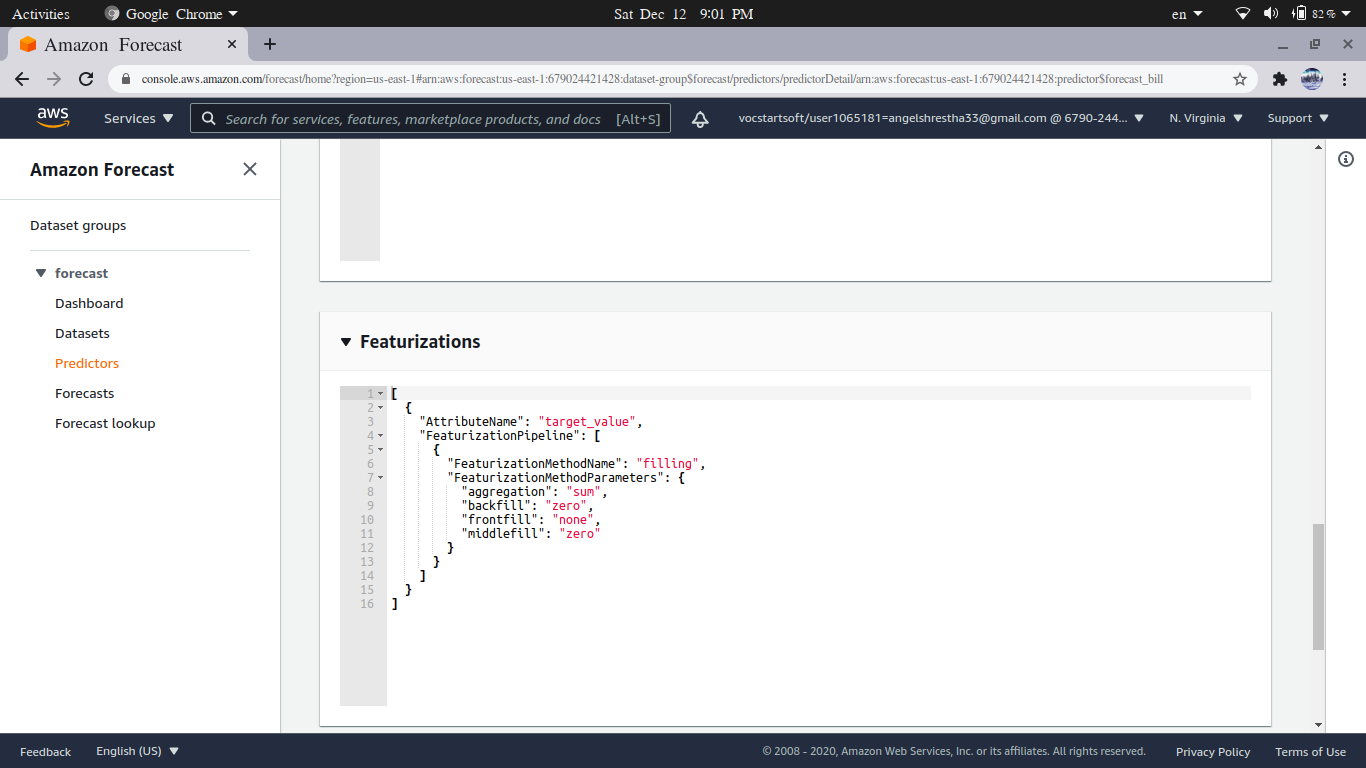 Activities Google Chrome Sat Dec 12 9:01 PM en 82 %
Amazon Forecast
console.aws.amazon.com/forecast/home?region=us-east-1#arn:aws:forecast:us-east-1:679024421428:dataset-group$forecast/predictors/predictorDetail/arn:aws:forecast:us-east-1:679024421428:predictor$forecast_bill
aws Services Search for services, features, marketplace products, and docs [Alt+S] vocstartsoft/user1065181=angelshrestha33@gmail.com @ 6790-244... N. Virginia Support
Amazon Forecast
Dataset groups
forecast
Dashboard
Datasets
Predictors
Forecasts
Forecast lookup
Featurizations
1 [
2 {
3 "AttributeName": "target_value",
4 "FeaturizationPipeline": [
5 {
6 "FeaturizationMethodName": "filling",
7 "FeaturizationMethodParameters": {
8 "aggregation": "sum",
9 "backfill": "zero",
10 "frontfill": "none",
11 "middlefill": "zero"
12 }
13 }
14 ]
15 }
16 ]
Feedback English (US) © 2008 - 2020, Amazon Web Services, Inc. or its affiliates. All rights reserved. Privacy Policy Terms of Use